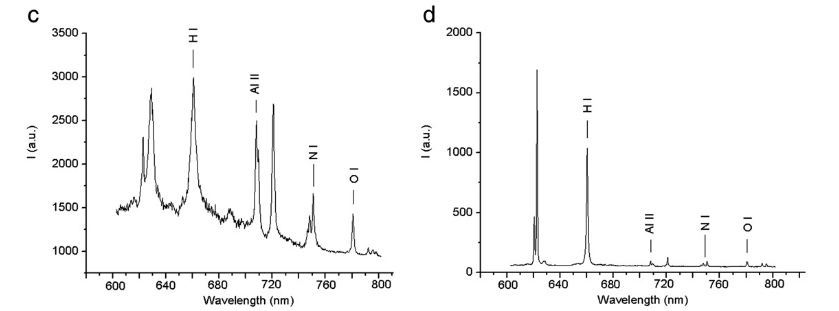 c
3500
3000
2500
2000
1500
1000
I (a.u.)
H I
Al II
N I
O I
600 640 680 720 760 800
Wavelength (nm)
d
2000
1500
1000
500
0
I (a.u.)
H I
Al II
N I
O I
600 640 680 720 760 800
Wavelength (nm)